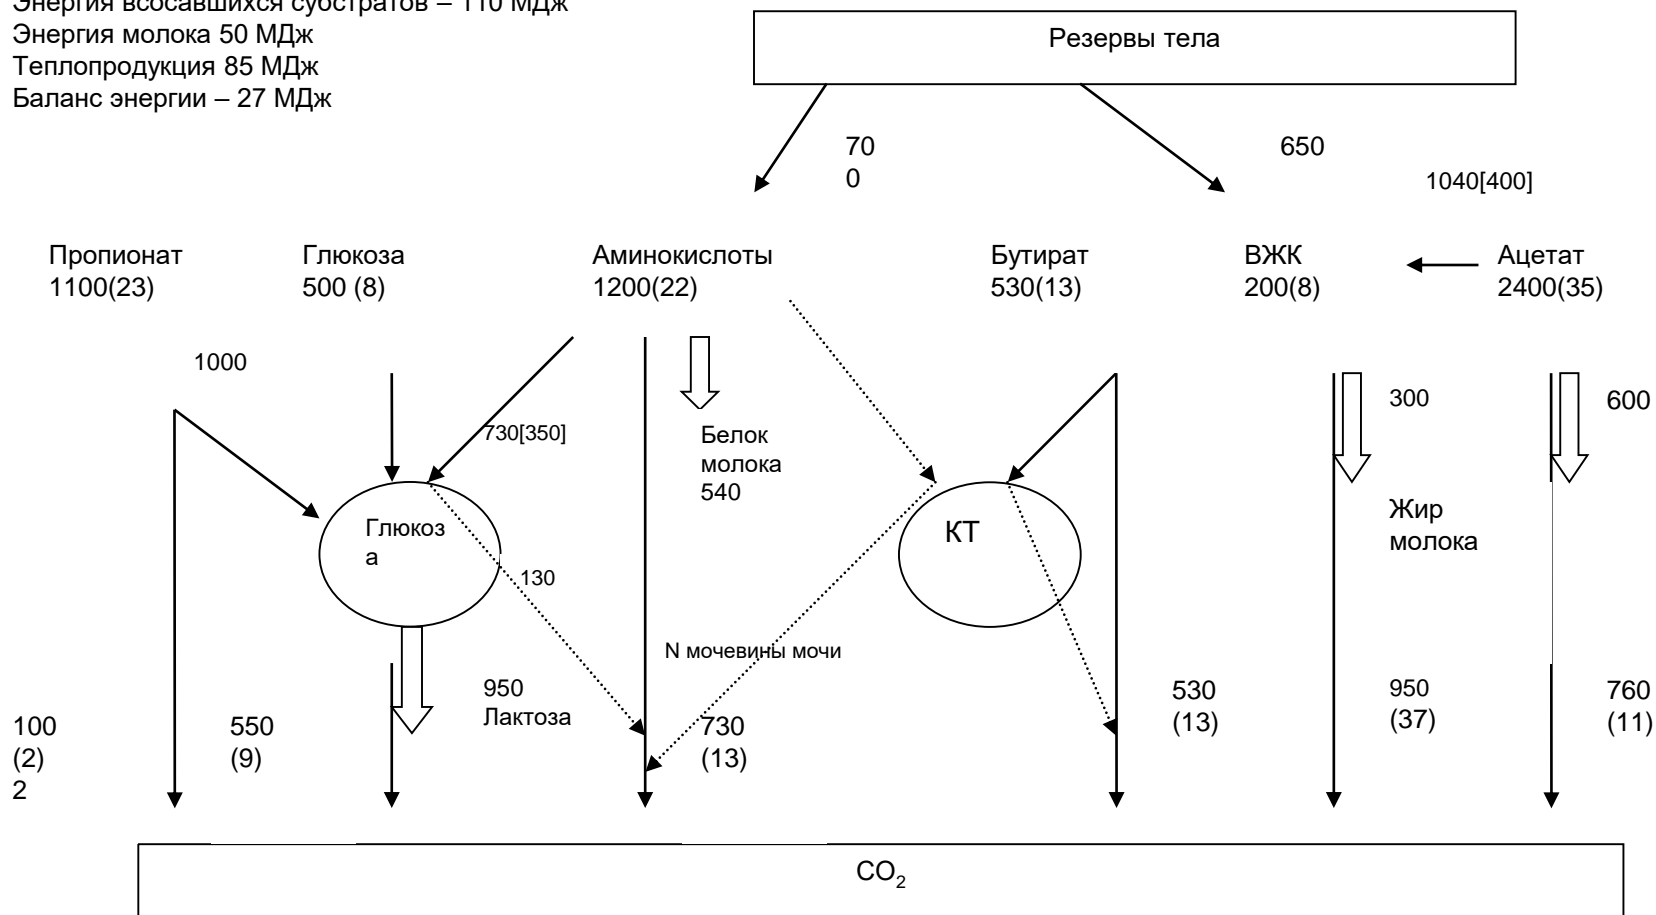 Энергия всосавшихся субстратов – 110 МДж
Энергия молока 50 МДж
Теплопродукция 85 МДж
Баланс энергии – 27 МДж
Резервы тела
70
0
650
1040[400]
Пропионат
1100(23)
Глюкоза
500 (8)
Аминокислоты
1200(22)
Бутират
530(13)
ВЖК
200(8)
Ацетат
2400(35)
1000
730[350]
Белок
молока
540
300
600
Глюкоз
а
КТ
Жир
молока
130
N мочевины мочи
950
Лактоза
100
(2)
2
550
(9)
730
(13)
530
(13)
950
(37)
760
(11)
CO₂